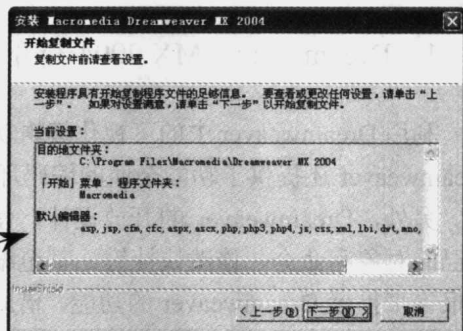 安装 Macromedia Dreamweaver MX 2004
开始复制文件
复制文件前请查看设置。
安装程序具有开始复制程序文件的足够信息。 要查看或更改任何设置，请单击“上
一步”。 如果对设置满意，请单击“下一步”以开始复制文件。
当前设置：
目的地文件夹：
C:\Program Files\Macromedia\Dreamweaver MX 2004
「开始」菜单 - 程序文件夹：
Macromedia
默认编辑器：
asp,jsp,cfm,cfc,aspx,ascx,php,php3,php4,js,css,xml,lbi,dwt,mno,
InstallShield
<上一步(B) 下一步(N)> 取消